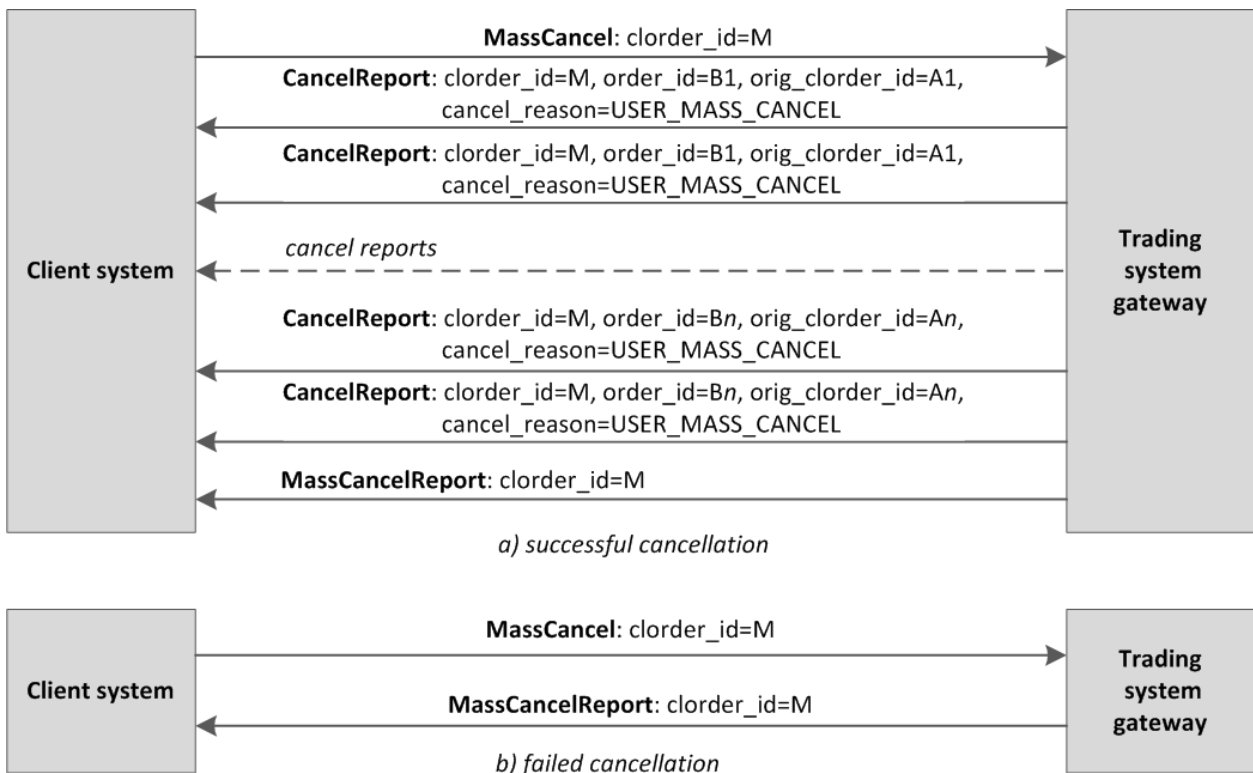 MassCancel: clorder_id=M
CancelReport: clorder_id=M, order_id=B1, orig_clorder_id=A1,
cancel_reason=USER_MASS_CANCEL
CancelReport: clorder_id=M, order_id=B1, orig_clorder_id=A1,
cancel_reason=USER_MASS_CANCEL
cancel reports
Client system
Trading
system
gateway
CancelReport: clorder_id=M, order_id=Bn, orig_clorder_id=An,
cancel_reason=USER_MASS_CANCEL
CancelReport: clorder_id=M, order_id=Bn, orig_clorder_id=An,
cancel_reason=USER_MASS_CANCEL
MassCancelReport: clorder_id=M
a) successful cancellation
MassCancel: clorder_id=M
Client system
Trading
system
gateway
MassCancelReport: clorder_id=M
b) failed cancellation